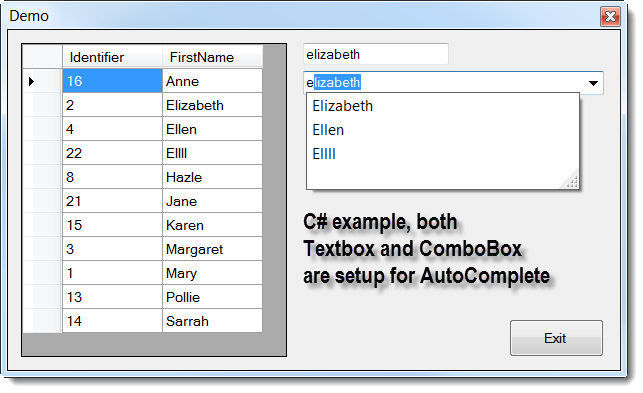 Demo
Identifier FirstName
16 Anne
2 Elizabeth
4 Ellen
22 Ellll
8 Hazle
21 Jane
15 Karen
3 Margaret
1 Mary
13 Pollie
14 Sarrah
elizabeth
elizabeth
Elizabeth
Ellen
Ellll
C# example, both
Textbox and ComboBox
are setup for AutoComplete
Exit